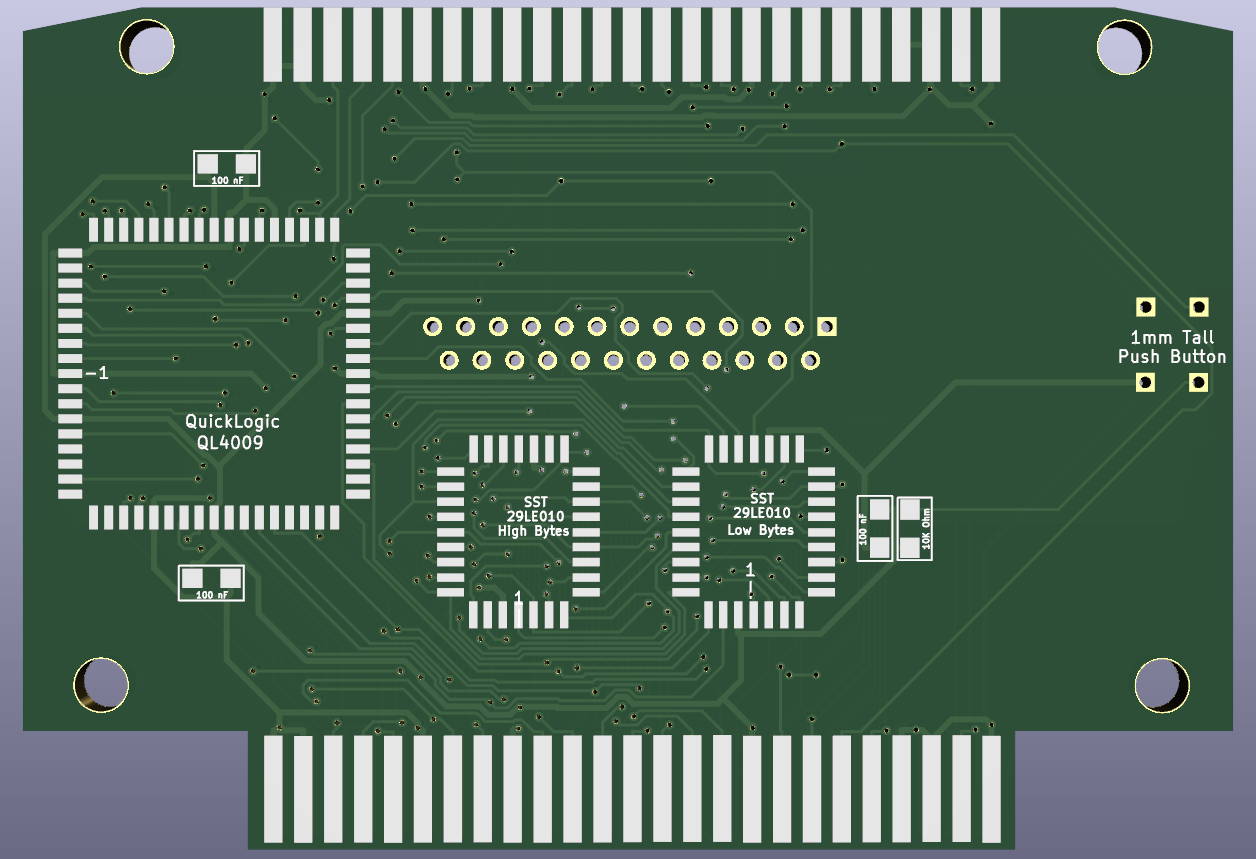 100 nF
1mm Tall
Push Button
-1
QuickLogic
QL4009
SST
29LE010
High Bytes
1
SST
29LE010
Low Bytes
1
100 nF
10K Ohm
100 nF